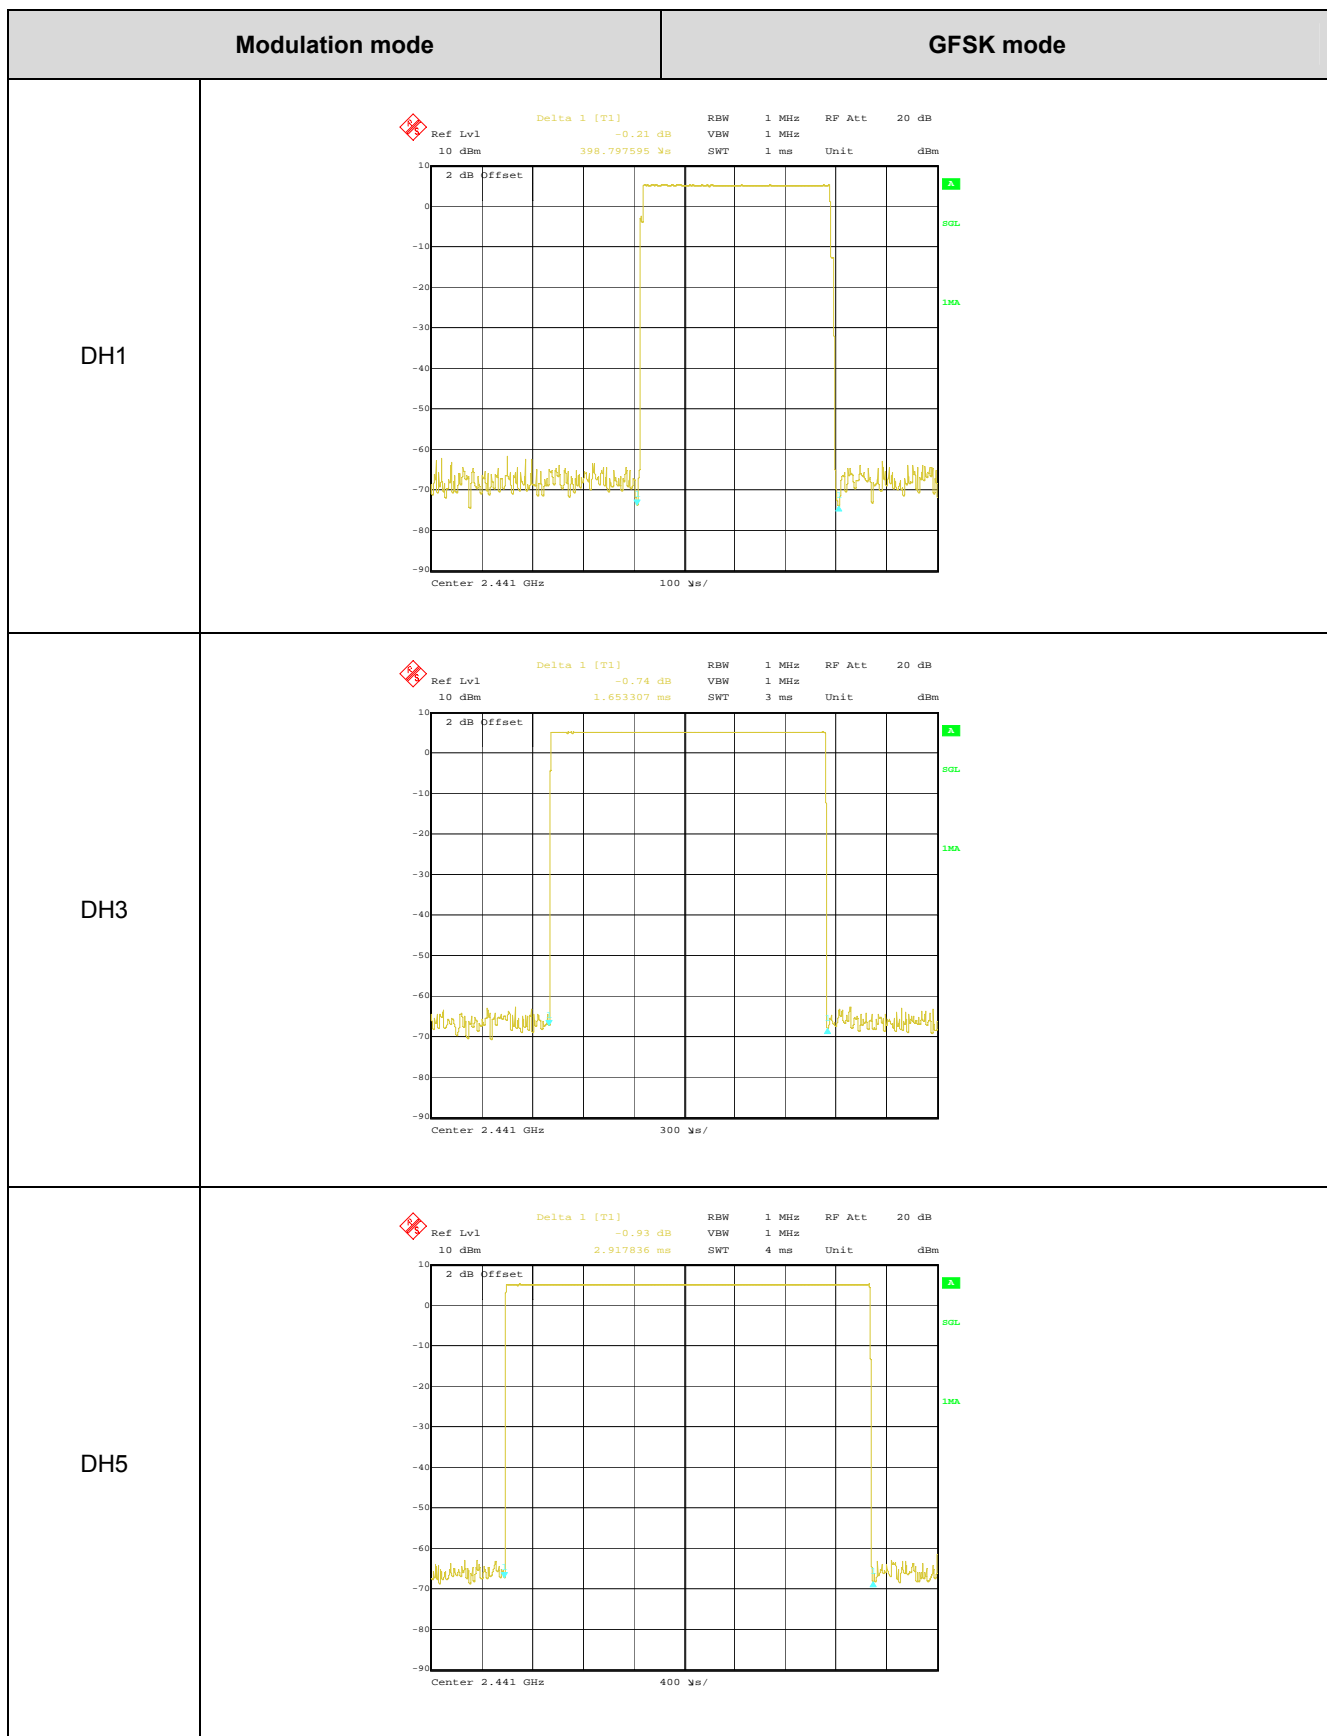 Modulation mode GFSK mode
DH1
R S
Delta 1 [T1] RBW 1 MHz RF Att 20 dB
Ref Lvl -0.21 dB VBW 1 MHz
10 dBm 398.797595 µs SWT 1 ms Unit dBm
10
2 dB Offset A
0
SGL
-10
-20
1MA
-30
-40
-50
-60
-70
-80
-90
Center 2.441 GHz 100 µs/
DH3
R S
Delta 1 [T1] RBW 1 MHz RF Att 20 dB
Ref Lvl -0.74 dB VBW 1 MHz
10 dBm 1.653307 ms SWT 3 ms Unit dBm
10
2 dB Offset A
0
SGL
-10
-20
1MA
-30
-40
-50
-60
-70
-80
-90
Center 2.441 GHz 300 µs/
DH5
R S
Delta 1 [T1] RBW 1 MHz RF Att 20 dB
Ref Lvl -0.93 dB VBW 1 MHz
10 dBm 2.917836 ms SWT 4 ms Unit dBm
10
2 dB Offset A
0
SGL
-10
-20
1MA
-30
-40
-50
-60
-70
-80
-90
Center 2.441 GHz 400 µs/